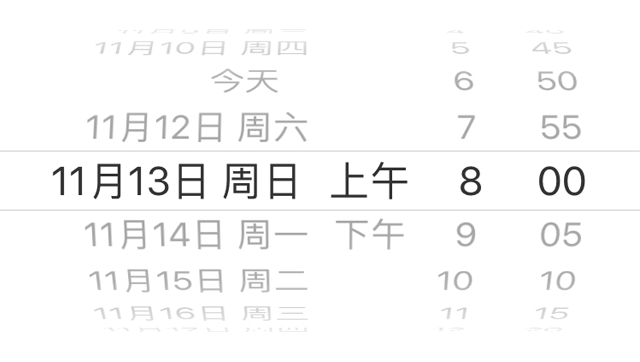 11月10日 周四 5 45
今天 6 50
11月12日 周六 7 55
11月13日 周日 上午 8 00
11月14日 周一 下午 9 05
11月15日 周二 10 10
11月16日 周三 11 15